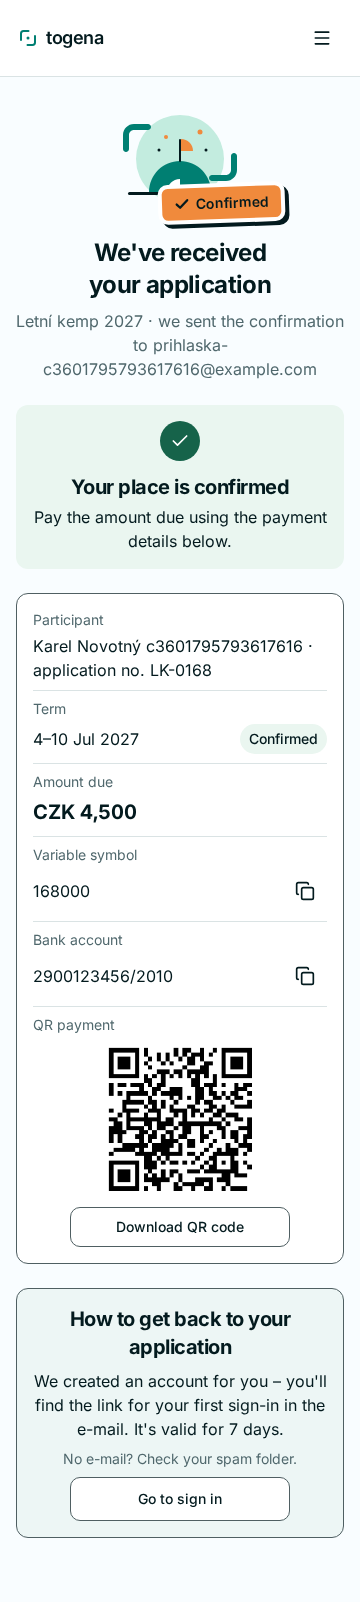 togena
Confirmed
We've received
your application
Letní kemp 2027 · we sent the confirmation
to prihlaska-
c3601795793617616@example.com
Your place is confirmed
Pay the amount due using the payment
details below.
Participant
Karel Novotný c3601795793617616 ·
application no. LK-0168
Term
4–10 Jul 2027
Confirmed
Amount due
CZK 4,500
Variable symbol
168000
Bank account
2900123456/2010
QR payment
Download QR code
How to get back to your
application
We created an account for you – you'll
find the link for your first sign-in in the
e-mail. It's valid for 7 days.
No e-mail? Check your spam folder.
Go to sign in